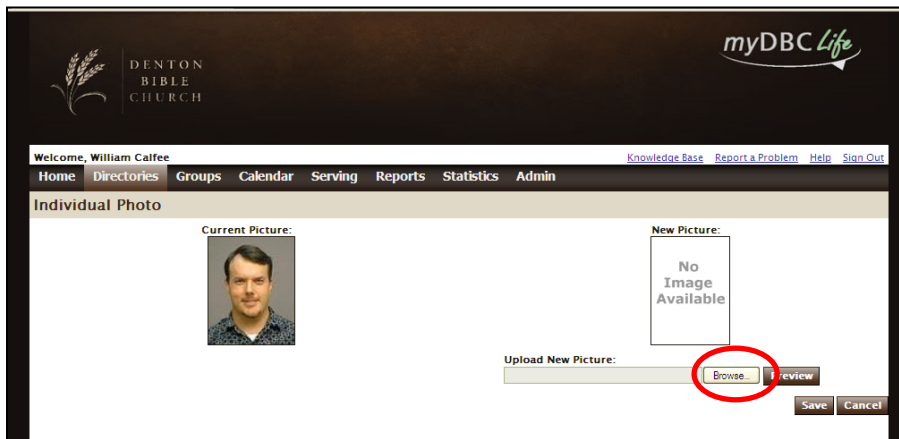 myDBC Life
DENTON
BIBLE
CHURCH
Welcome, William Calfee
Knowledge Base Report a Problem Help Sign Out
Home Directories Groups Calendar Serving Reports Statistics Admin
Individual Photo
Current Picture:
New Picture:
No
Image
Available
Upload New Picture:
Browse... Preview
Save Cancel